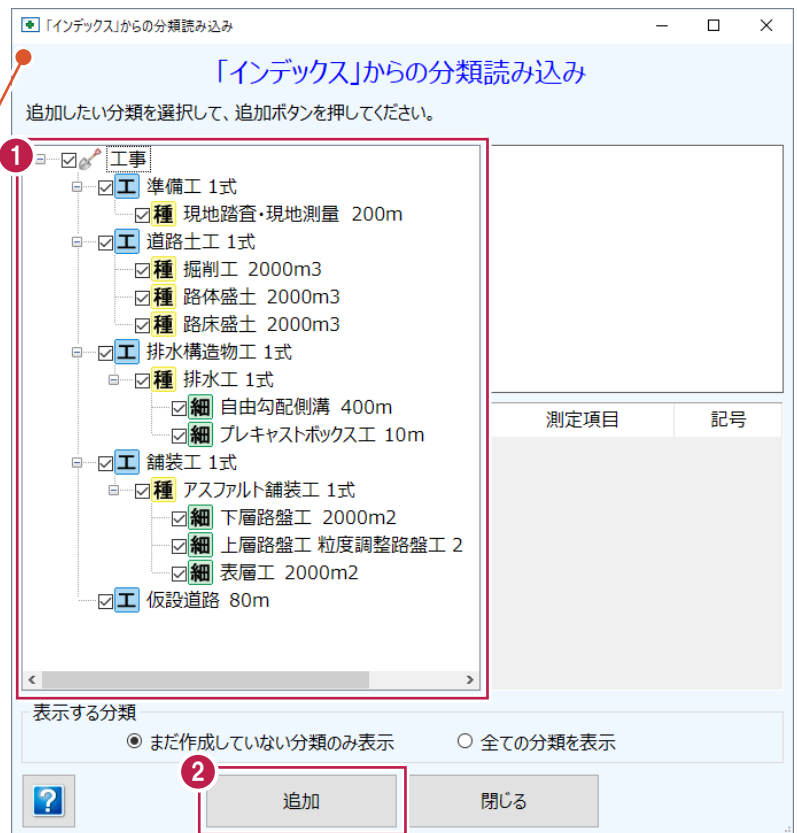 「インデックス」からの分類読み込み
「インデックス」からの分類読み込み
追加したい分類を選択して、追加ボタンを押してください。
1
工事
工 準備工 1式
種 現地踏査・現地測量 200m
工 道路土工 1式
種 掘削工 2000m3
種 路体盛土 2000m3
種 路床盛土 2000m3
工 排水構造物工 1式
種 排水工 1式
細 自由勾配側溝 400m
細 プレキャストボックス工 10m
測定項目 記号
工 舗装工 1式
種 アスファルト舗装工 1式
細 下層路盤工 2000m2
細 上層路盤工 粒度調整路盤工 2
細 表層工 2000m2
工 仮設道路 80m
表示する分類
まだ作成していない分類のみ表示 全ての分類を表示
2
? 追加 閉じる